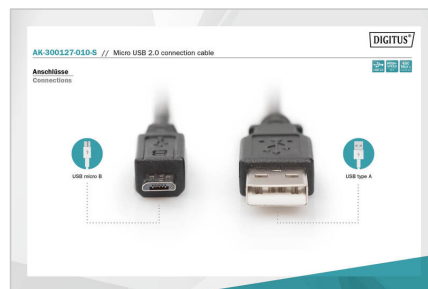 DIGITUS®
AK-300127-010-S // Micro USB 2.0 connection cable
Anschlüsse
Connections
USB micro B
USB type A